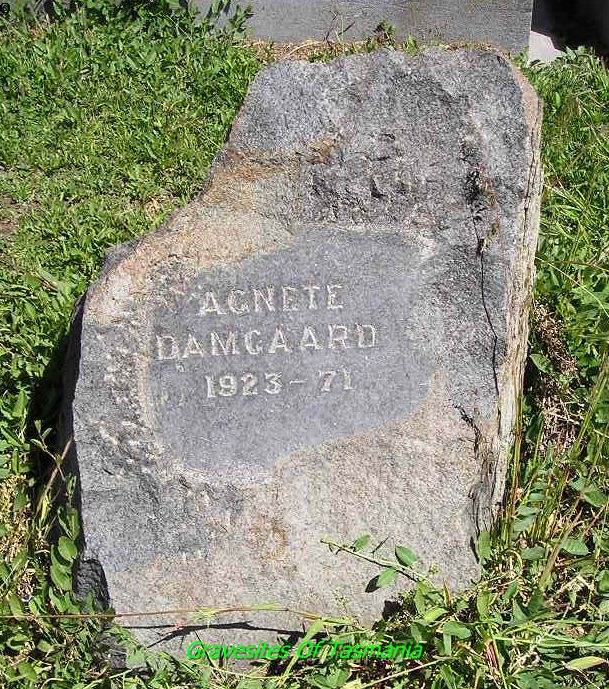 AGNETE
DAMGAARD
1923-71
Gravesites Of Tasmania